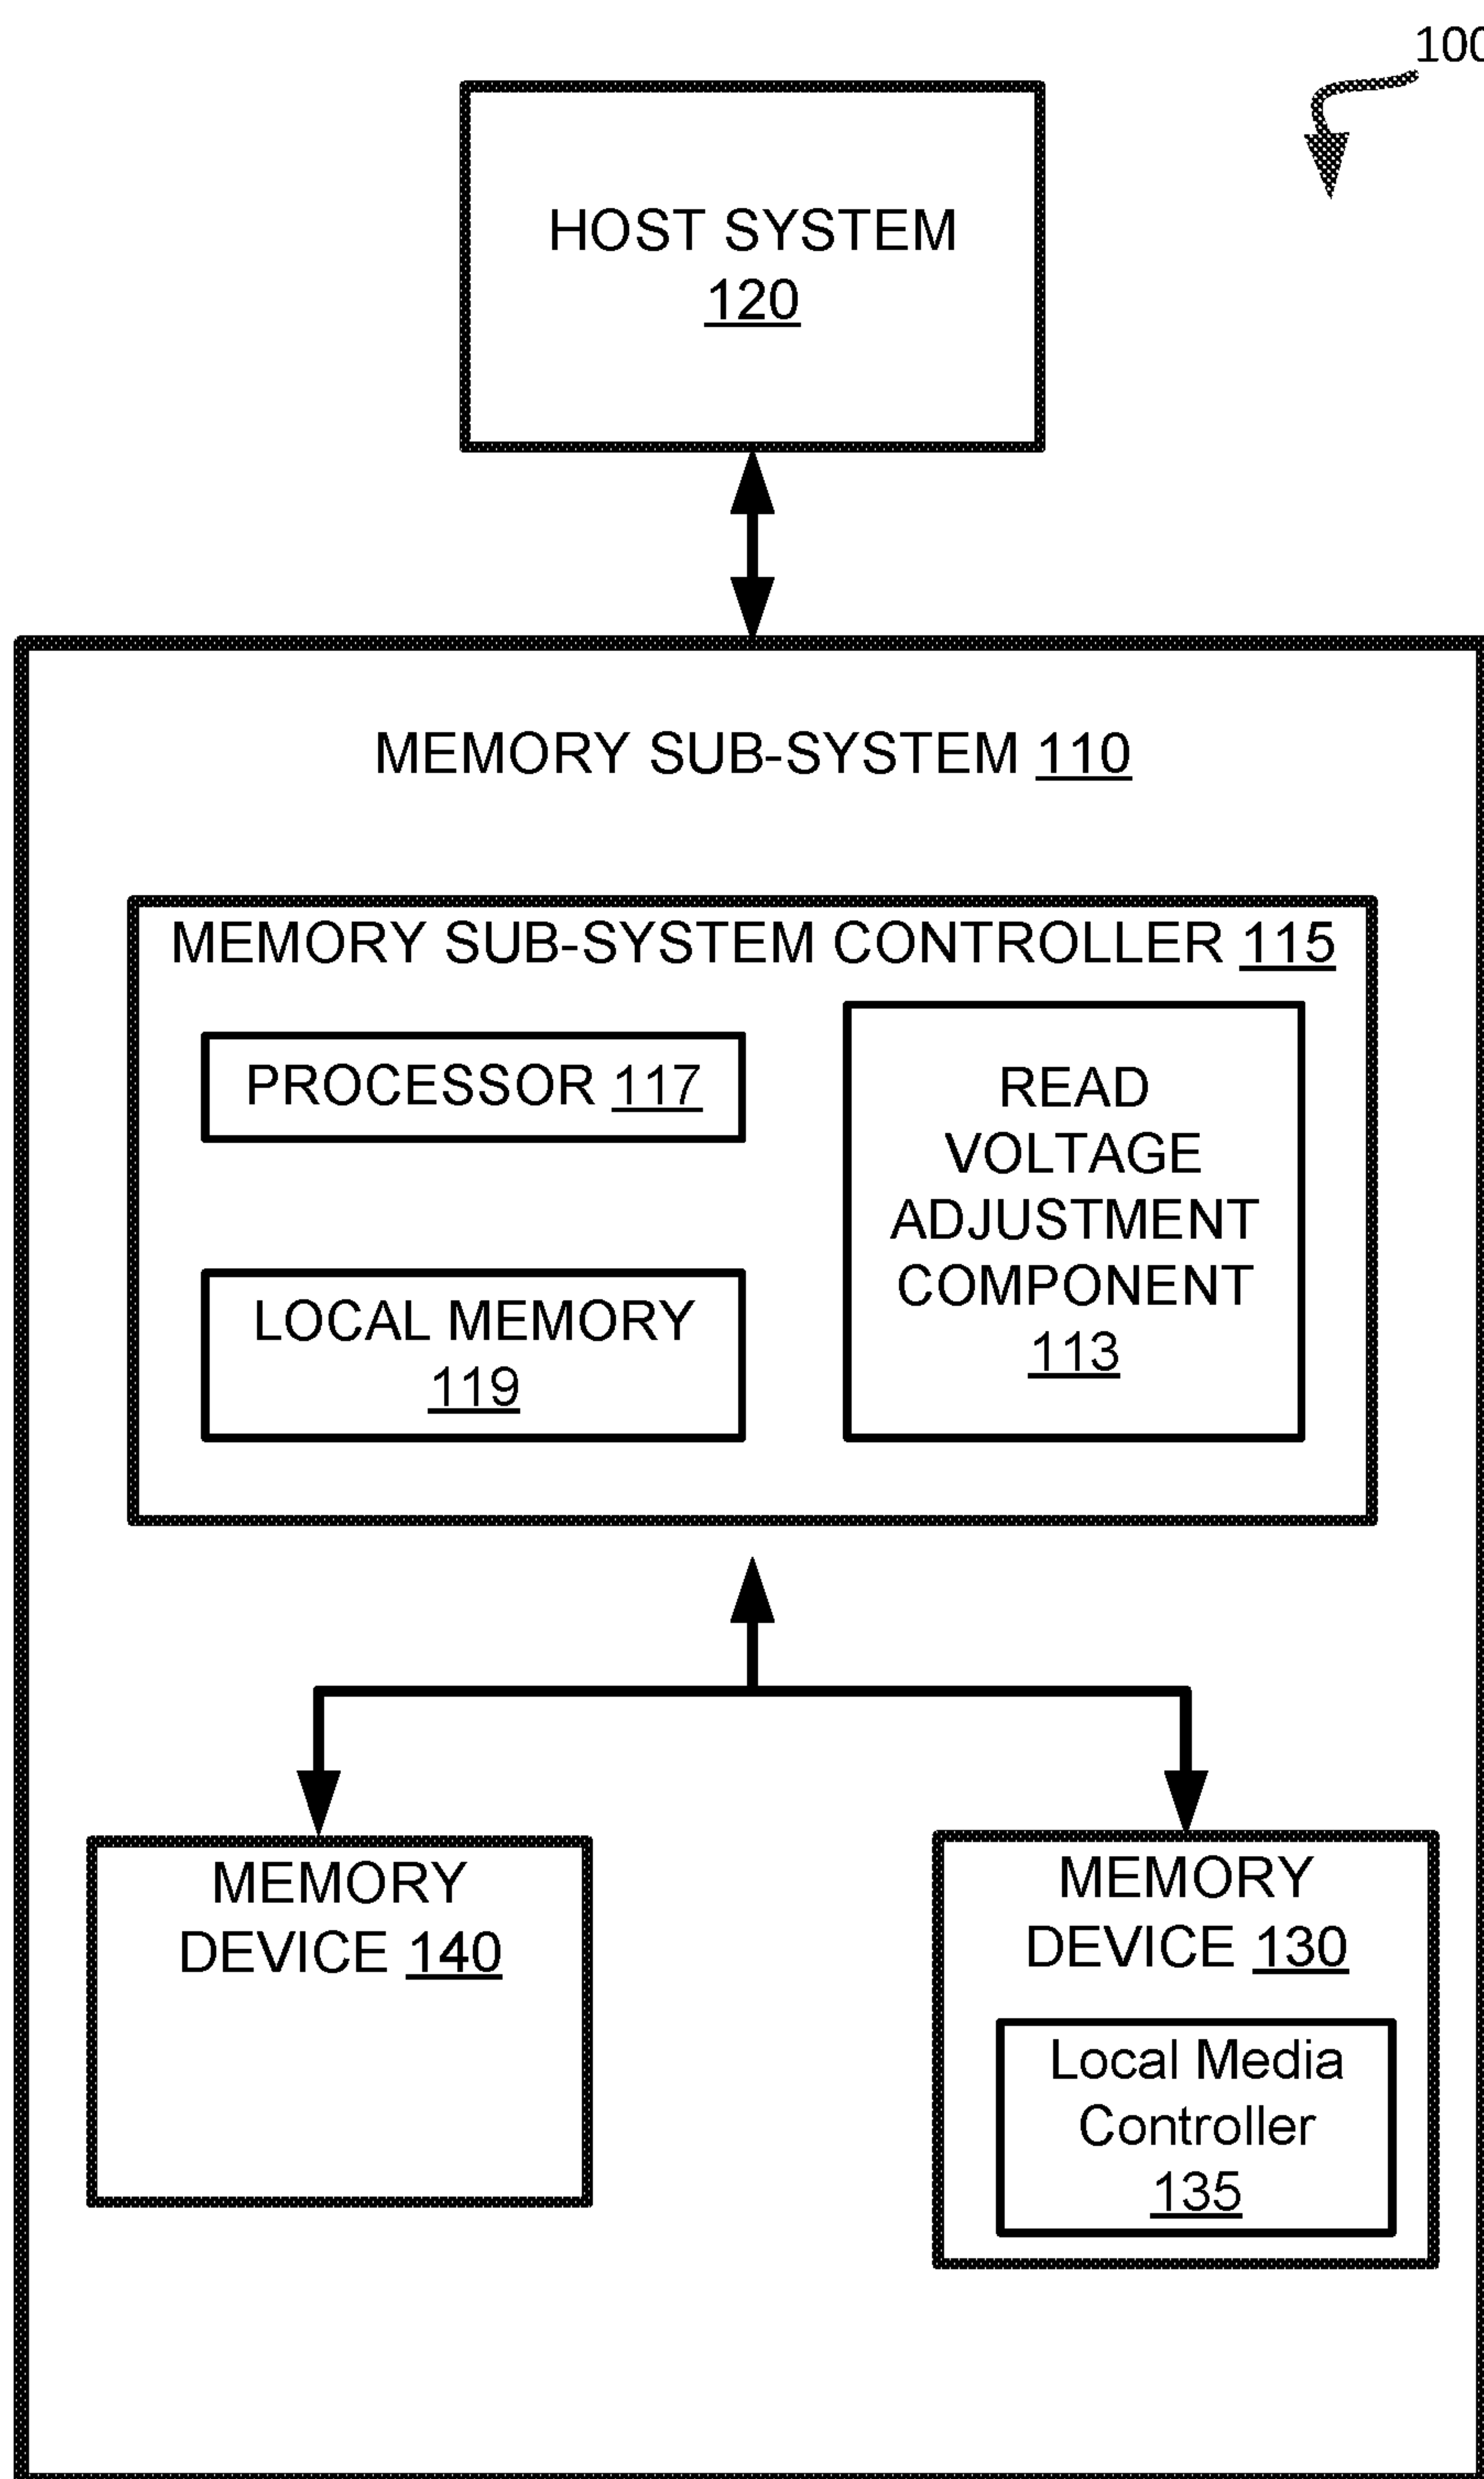 100
HOST SYSTEM
120
MEMORY SUB-SYSTEM 110
MEMORY SUB-SYSTEM CONTROLLER 115
PROCESSOR 117
READ
VOLTAGE
ADJUSTMENT
COMPONENT
113
LOCAL MEMORY
119
MEMORY
DEVICE 140
MEMORY
DEVICE 130
Local Media
Controller
135